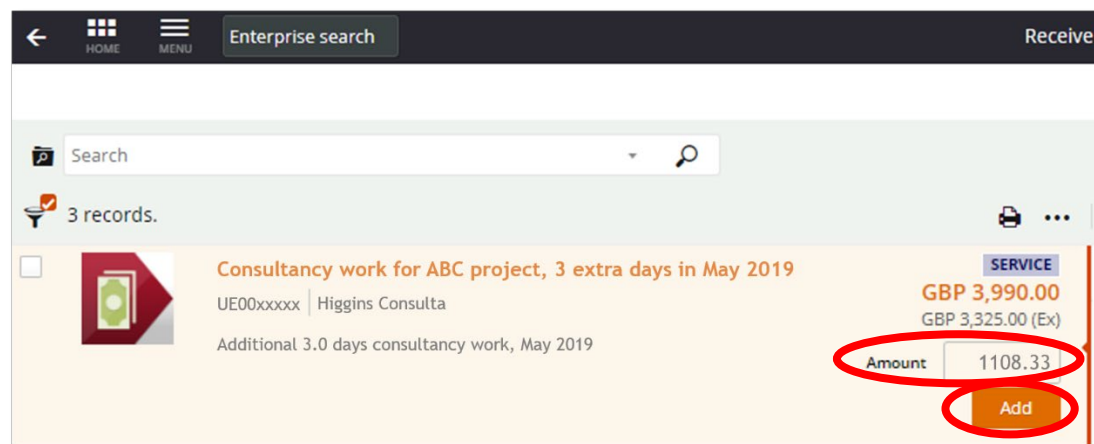 HOME MENU Enterprise search Receive
Search
3 records.
Consultancy work for ABC project, 3 extra days in May 2019 SERVICE
UE00xxxxx Higgins Consulta GBP 3,990.00
GBP 3,325.00 (Ex)
Additional 3.0 days consultancy work, May 2019
Amount 1108.33
Add